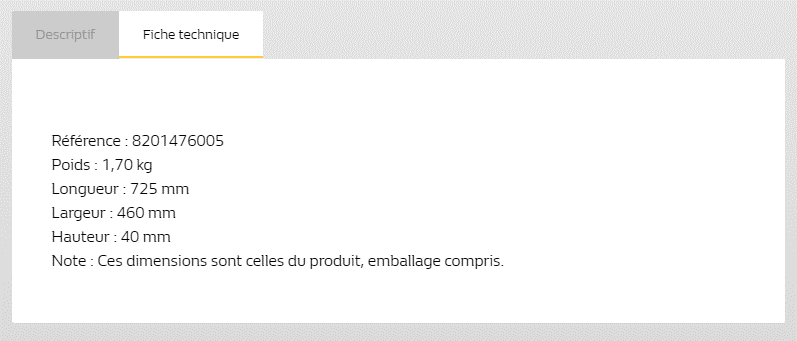 Descriptif
Fiche technique
Référence : 8201476005
Poids : 1,70 kg
Longueur : 725 mm
Largeur : 460 mm
Hauteur : 40 mm
Note : Ces dimensions sont celles du produit, emballage compris.